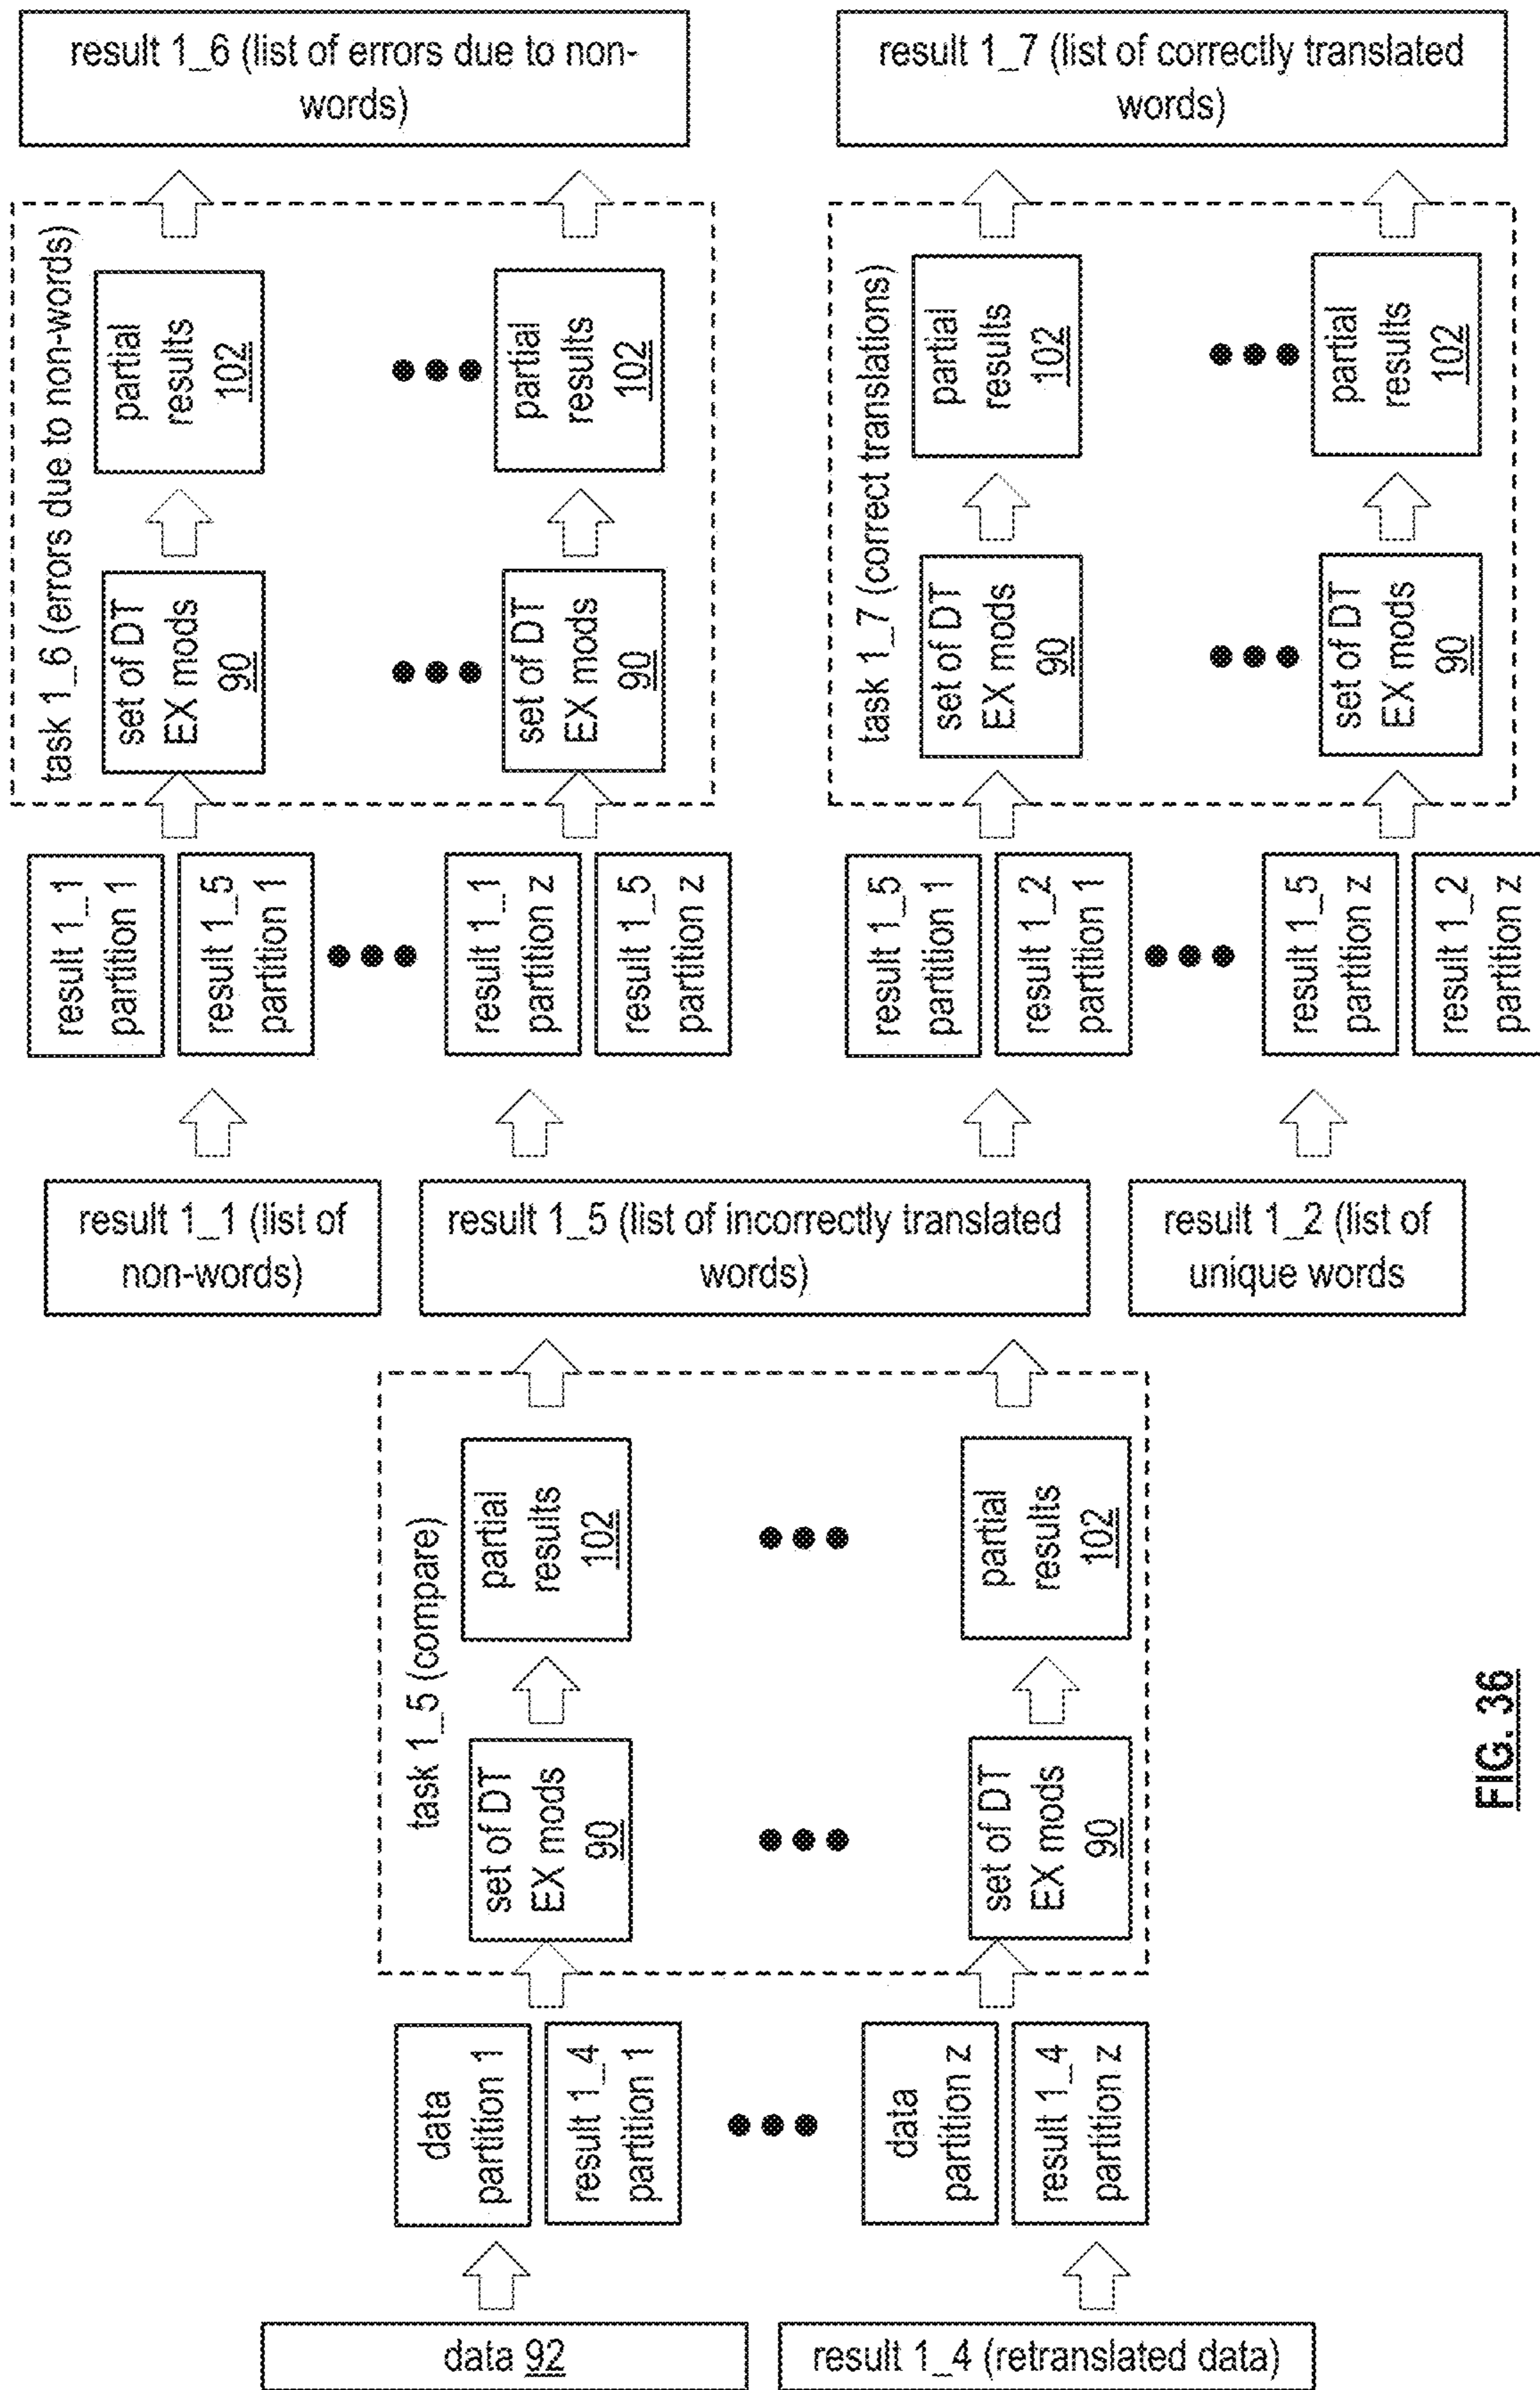 data 92
result 1_4 (retranslated data)
data
partition 1
result 1_4
partition 1
data
partition z
result 1_4
partition z
task 1_5 (compare)
set of DT
EX mods
90
partial
results
102
set of DT
EX mods
90
partial
results
102
result 1_1 (list of
non-words)
result 1_5 (list of incorrectly translated
words)
result 1_2 (list of
unique words
result 1_1
partition 1
result 1_5
partition 1
result 1_1
partition z
result 1_5
partition z
task 1_6 (errors due to non-words)
set of DT
EX mods
90
partial
results
102
set of DT
EX mods
90
partial
results
102
result 1_6 (list of errors due to non-
words)
result 1_5
partition 1
result 1_2
partition 1
result 1_5
partition z
result 1_2
partition z
task 1_7 (correct translations)
set of DT
EX mods
90
partial
results
102
set of DT
EX mods
90
partial
results
102
result 1_7 (list of correctily translated
words)
FIG. 36